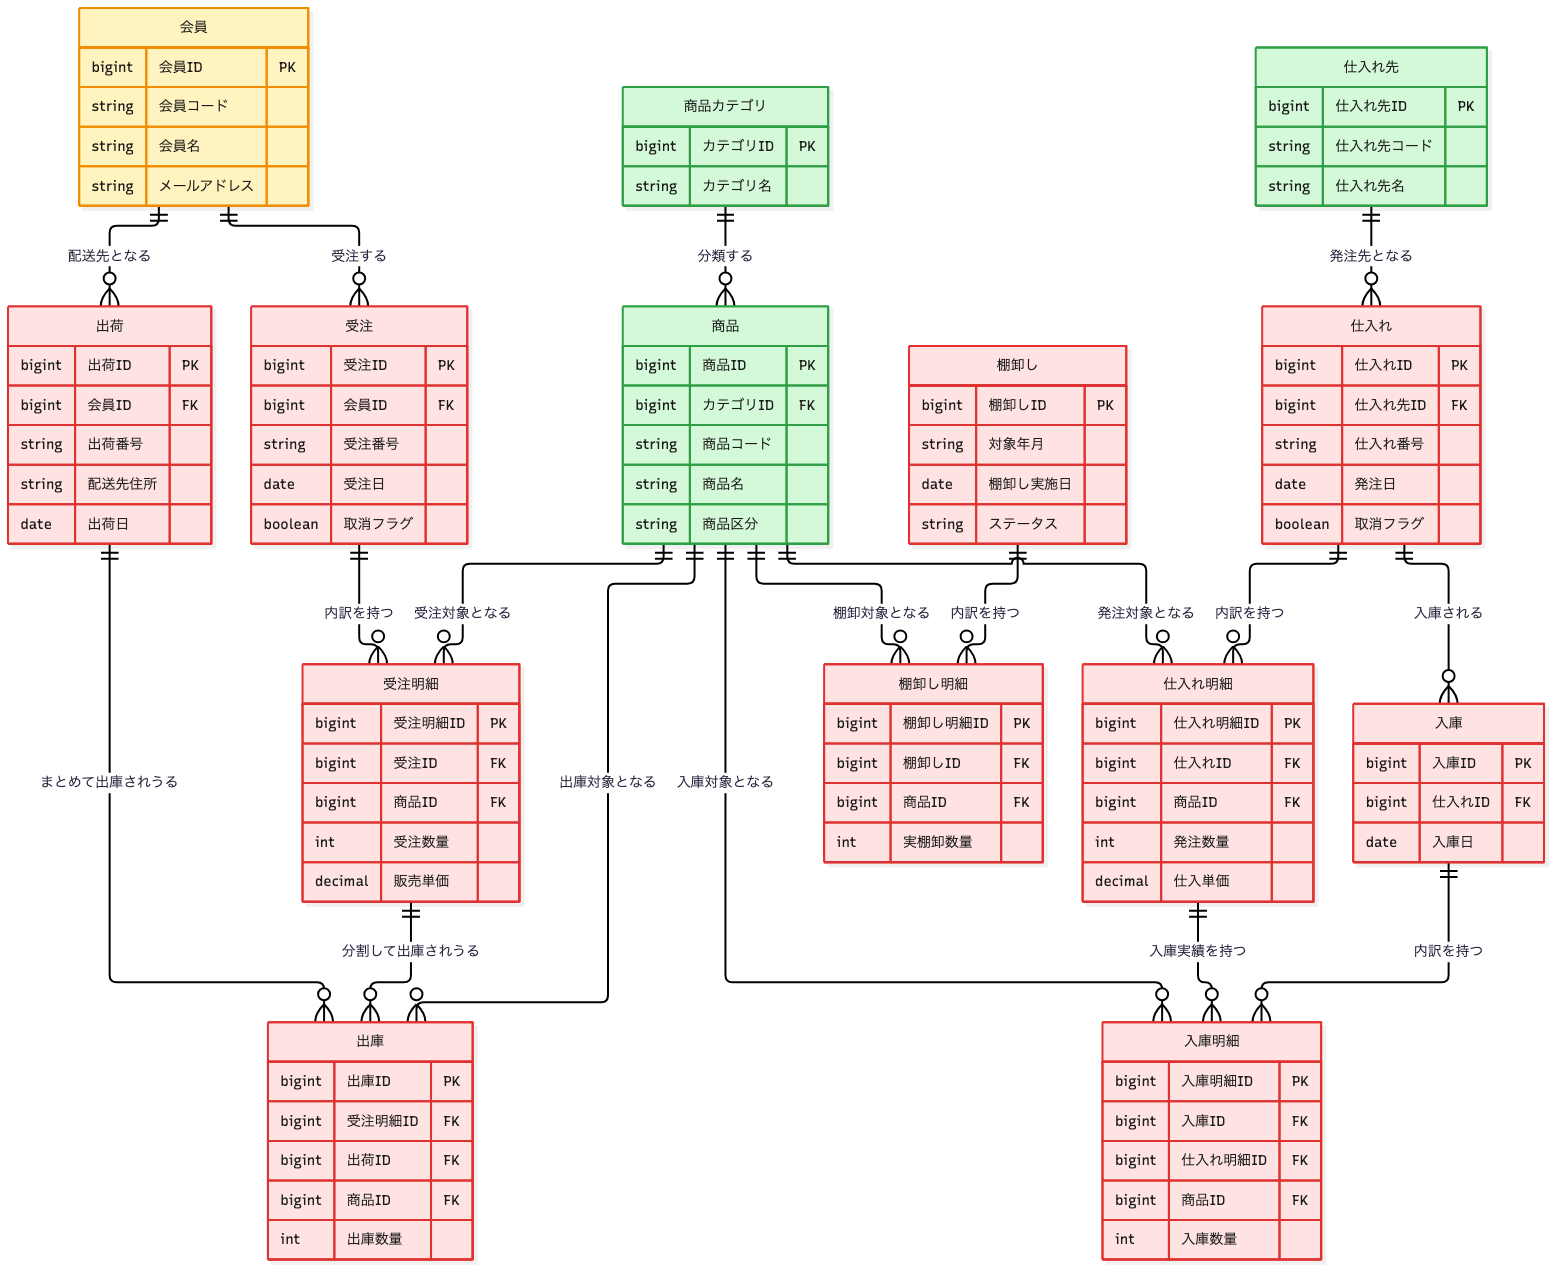 会員
bigint 会員ID PK
string 会員コード
string 会員名
string メールアドレス
商品カテゴリ
bigint カテゴリID PK
string カテゴリ名
仕入れ先
bigint 仕入れ先ID PK
string 仕入れ先コード
string 仕入れ先名
配送先となる
受注する
分類する
発注先となる
出荷
bigint 出荷ID PK
bigint 会員ID FK
string 出荷番号
string 配送先住所
date 出荷日
受注
bigint 受注ID PK
bigint 会員ID FK
string 受注番号
date 受注日
boolean 取消フラグ
商品
bigint 商品ID PK
bigint カテゴリID FK
string 商品コード
string 商品名
string 商品区分
棚卸し
bigint 棚卸しID PK
string 対象年月
date 棚卸し実施日
string ステータス
仕入れ
bigint 仕入れID PK
bigint 仕入れ先ID FK
string 仕入れ番号
date 発注日
boolean 取消フラグ
内訳を持つ
受注対象となる
棚卸対象となる
内訳を持つ
発注対象となる
内訳を持つ
入庫される
受注明細
bigint 受注明細ID PK
bigint 受注ID FK
bigint 商品ID FK
int 受注数量
decimal 販売単価
棚卸し明細
bigint 棚卸し明細ID PK
bigint 棚卸しID FK
bigint 商品ID FK
int 実棚卸数量
仕入れ明細
bigint 仕入れ明細ID PK
bigint 仕入れID FK
bigint 商品ID FK
int 発注数量
decimal 仕入単価
入庫
bigint 入庫ID PK
bigint 仕入れID FK
date 入庫日
まとめて出庫されうる
出庫対象となる
入庫対象となる
分割して出庫されうる
入庫実績を持つ
内訳を持つ
出庫
bigint 出庫ID PK
bigint 受注明細ID FK
bigint 出荷ID FK
bigint 商品ID FK
int 出庫数量
入庫明細
bigint 入庫明細ID PK
bigint 入庫ID FK
bigint 仕入れ明細ID FK
bigint 商品ID FK
int 入庫数量